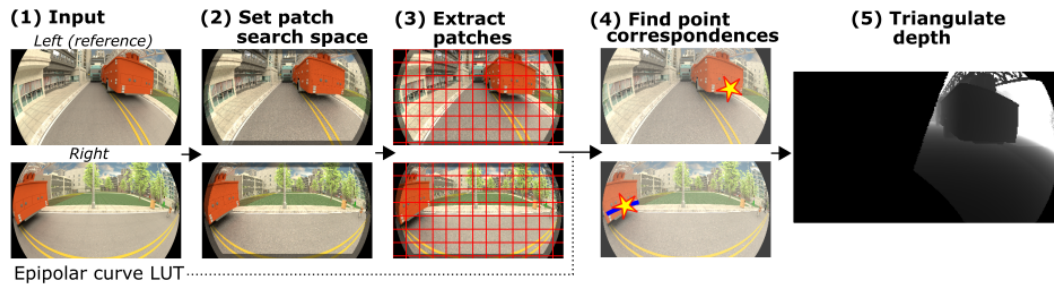 (1) Input
Left (reference)
Right
(2) Set patch
search space
(3) Extract
patches
(4) Find point
correspondences
(5) Triangulate
depth
Epipolar curve LUT